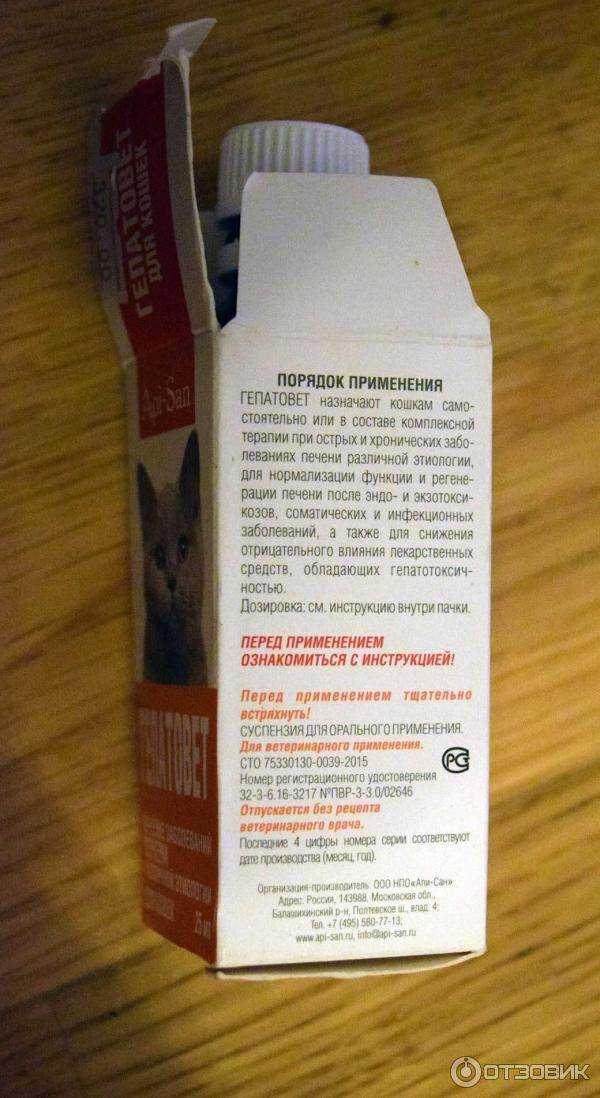 ГЕПАТОВЕТ
ДЛЯ КОШЕК
Api-San
ГЕПАТОВЕТ
25 мл
ПОРЯДОК ПРИМЕНЕНИЯ
ГЕПАТОВЕТ назначают кошкам само-
стоятельно или в составе комплексной
терапии при острых и хронических забо-
леваниях печени различной этиологии,
для нормализации функции и регене-
рации печени после эндо- и экзотокси-
козов, соматических и инфекционных
заболеваний, а также для снижения
отрицательного влияния лекарственных
средств, обладающих гепатотоксич-
ностью.
Дозировка: см. инструкцию внутри пачки.
ПЕРЕД ПРИМЕНЕНИЕМ
ОЗНАКОМИТЬСЯ С ИНСТРУКЦИЕЙ!
Перед применением тщательно
встряхнуть!
СУСПЕНЗИЯ ДЛЯ ОРАЛЬНОГО ПРИМЕНЕНИЯ.
Для ветеринарного применения.
СТО 75330130-0039-2015
Номер регистрационного удостоверения
32-3-6.16-3217 №ПВР-3-3.0/02646
Отпускается без рецепта
ветеринарного врача.
Последние 4 цифры номера серии соответствуют
дате производства (месяц, год).
Организация-производитель: ООО НПО «Апи-Сан»
Адрес: Россия, 143988, Московская обл.,
Балашихинский р-н, Полтевское ш., влад. 4;
Тел. +7 (495) 580-77-13;
www.api-san.ru, info@api-san.ru
ОТЗОВИК